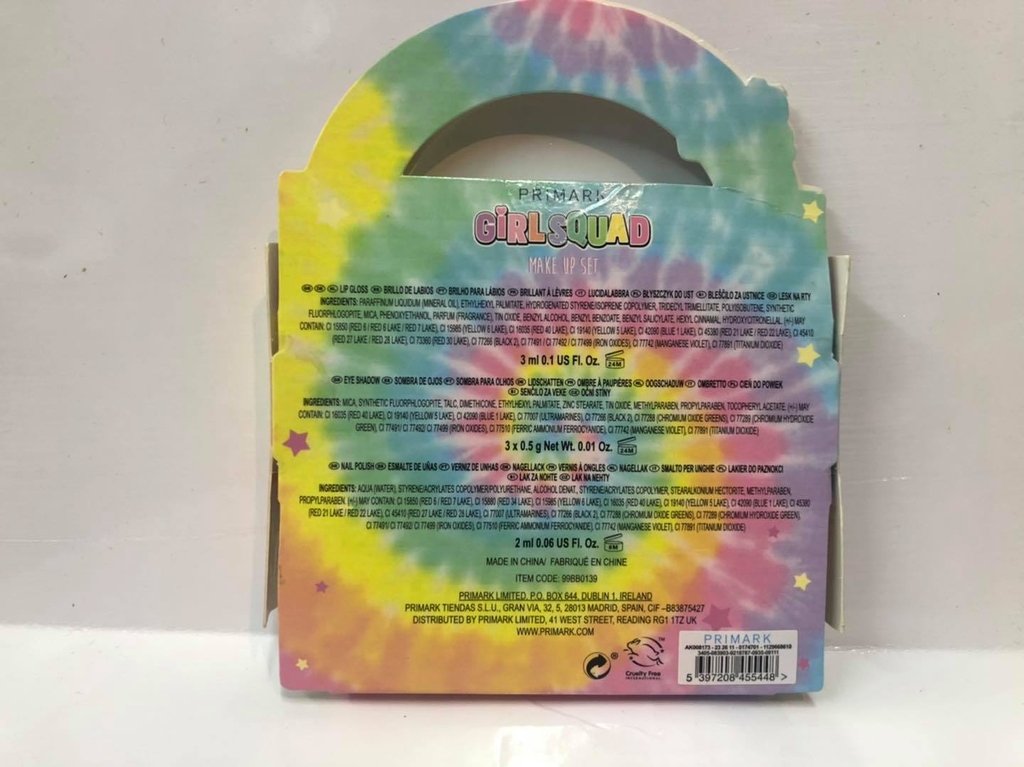 PRIMARK
GIRL SQUAD
MAKE UP SET
LIP GLOSS BRILLO DE LABIOS BRILHO PARA LÁBIOS BRILLANT À LÈVRES LUCIDALABBRA BŁYSZCZYK DO UST BLEŠČILO ZA USTNICE LESK NA RTY
INGREDIENTS: PARAFFINUM LIQUIDUM (MINERAL OIL), ETHYLHEXYL PALMITATE, HYDROGENATED STYRENE/ISOPRENE COPOLYMER, TRIDECYL TRIMELLITATE, POLYISOBUTENE, SYNTHETIC
FLUORPHLOGOPITE, MICA, PHENOXYETHANOL, PARFUM (FRAGRANCE), TIN OXIDE, BENZYL ALCOHOL, BENZYL BENZOATE, BENZYL SALICYLATE, HEXYL CINNAMAL, HYDROXYCITRONELLAL. (+/-) MAY
CONTAIN: CI 15850 (RED 6 / RED 6 LAKE / RED 7 LAKE), CI 15985 (YELLOW 6 LAKE), CI 16035 (RED 40 LAKE), CI 19140 (YELLOW 5 LAKE), CI 42090 (BLUE 1 LAKE), CI 45380 (RED 21 LAKE / RED 22 LAKE), CI 45410
(RED 27 LAKE / RED 28 LAKE), CI 73360 (RED 30 LAKE), CI 77266 (BLACK 2), CI 77491/ CI 77492 / CI 77499 (IRON OXIDES), CI 77742 (MANGANESE VIOLET), CI 77891 (TITANIUM DIOXIDE)
3 ml 0.1 US Fl. Oz. 24M
EYE SHADOW SOMBRA DE OJOS SOMBRA PARA OLHOS LIDSCHATTEN OMBRE À PAUPIÈRES OOGSCHADUW OMBRETTO CIEŃ DO POWIEK
SENČILO ZA VEKE OČNÍ STÍNY
INGREDIENTS: MICA, SYNTHETIC FLUORPHLOGOPITE, TALC, DIMETHICONE, ETHYLHEXYL PALMITATE, ZINC STEARATE, TIN OXIDE, METHYLPARABEN, PROPYLPARABEN, TOCOPHERYL ACETATE, (+/-) MAY
CONTAIN: CI 16035 (RED 40 LAKE), CI 19140 (YELLOW 5 LAKE), CI 42090 (BLUE 1 LAKE), CI 77007 (ULTRAMARINES), CI 77266 (BLACK 2), CI 77288 (CHROMIUM OXIDE GREENS), CI 77289 (CHROMIUM HYDROXIDE
GREEN), CI 77491/ CI 77492/ CI 77499 (IRON OXIDES), CI 77510 (FERRIC AMMONIUM FERROCYANIDE), CI 77742 (MANGANESE VIOLET), CI 77891 (TITANIUM DIOXIDE)
3 x 0.5 g Net Wt. 0.01 Oz. 24M
NAIL POLISH ESMALTE DE UÑAS VERNIZ DE UNHAS NAGELLACK VERNIS À ONGLES NAGELLAK SMALTO PER UNGHIE LAKIER DO PAZNOKCI
LAK ZA NOHTE LAK NA NEHTY
INGREDIENTS: AQUA (WATER), STYRENE/ACRYLATES COPOLYMER/POLYURETHANE, ALCOHOL DENAT, STYRENE/ACRYLATES COPOLYMER, STEARALKONIUM HECTORITE, METHYLPARABEN,
PROPYLPARABEN. (+/-) MAY CONTAIN: CI 15850 (RED 6 / RED 7 LAKE), CI 15880 (RED 34 LAKE), CI 15985 (YELLOW 6 LAKE), CI 16035 (RED 40 LAKE), CI 19140 (YELLOW 5 LAKE), CI 42090 (BLUE 1 LAKE), CI 45380
(RED 21 LAKE / RED 22 LAKE), CI 45410 (RED 27 LAKE / RED 28 LAKE), CI 77007 (ULTRAMARINES), CI 77266 (BLACK 2), CI 77288 (CHROMIUM OXIDE GREENS), CI 77289 (CHROMIUM HYDROXIDE GREEN),
CI 77491/ CI 77492/ CI 77499 (IRON OXIDES), CI 77510 (FERRIC AMMONIUM FERROCYANIDE), CI 77742 (MANGANESE VIOLET), CI 77891 (TITANIUM DIOXIDE)
2 ml 0.06 US Fl. Oz. 6M
MADE IN CHINA/ FABRIQUÉ EN CHINE
ITEM CODE: 99BB0139
PRIMARK LIMITED, P.O. BOX 644, DUBLIN 1, IRELAND
PRIMARK TIENDAS S.L.U., GRAN VIA, 32, 5, 28013 MADRID, SPAIN, CIF –B83875427
DISTRIBUTED BY PRIMARK LIMITED, 41 WEST STREET, READING RG1 1TZ UK
WWW.PRIMARK.COM
Cruelty Free
INTERNATIONAL
PRIMARK
5 397208 455448 >